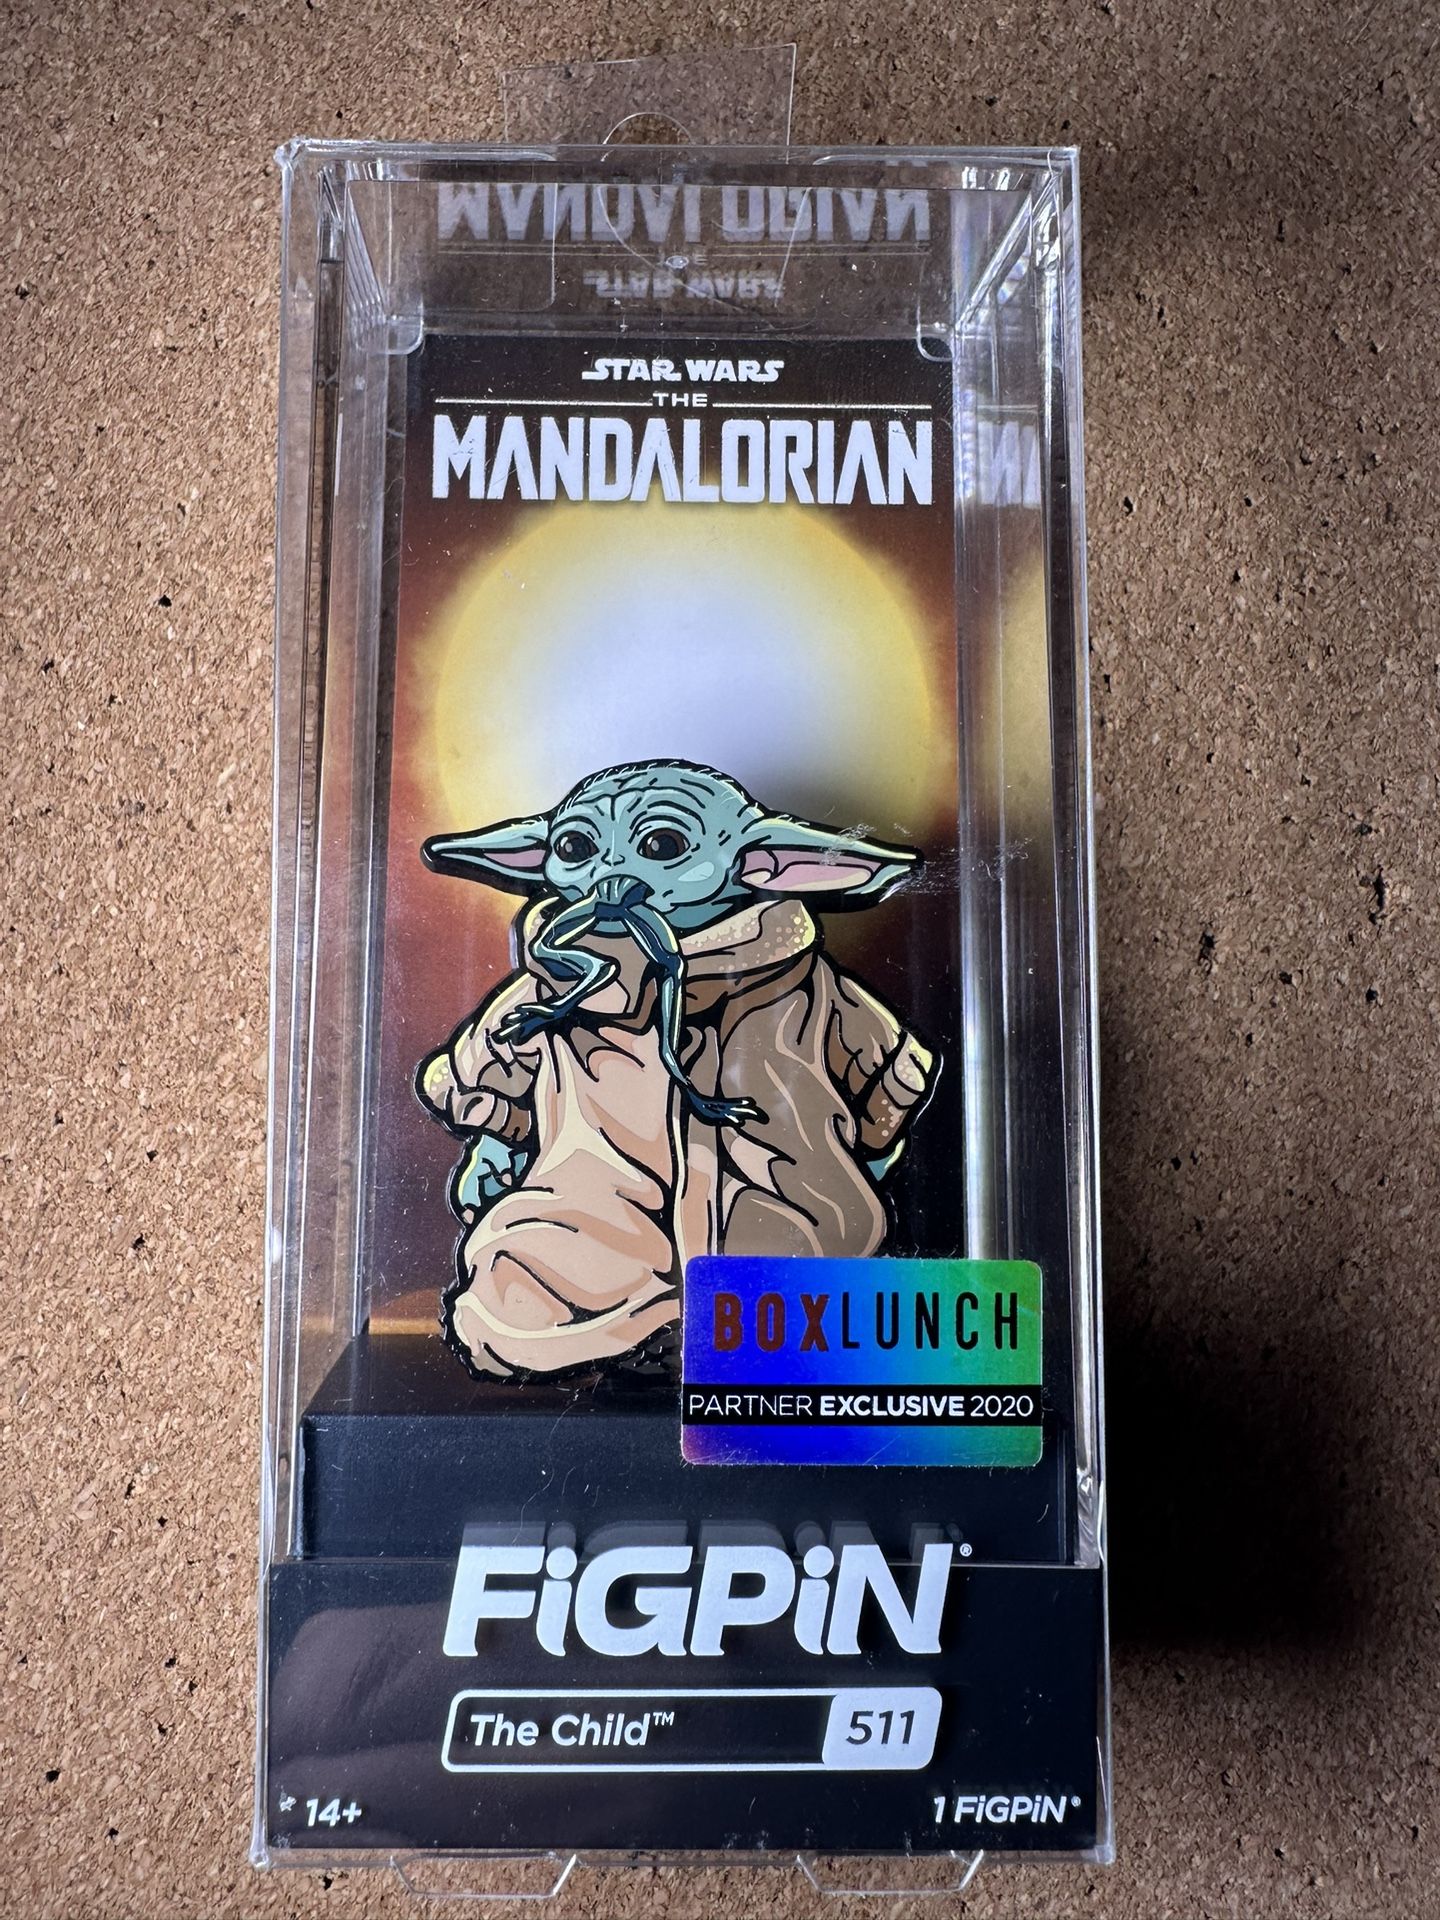 STAR WARS
THE
MANDALORIAN
BOXLUNCH
PARTNER EXCLUSIVE 2020
FiGPiN®
The Child™ 511
14+ 1 FiGPiN®